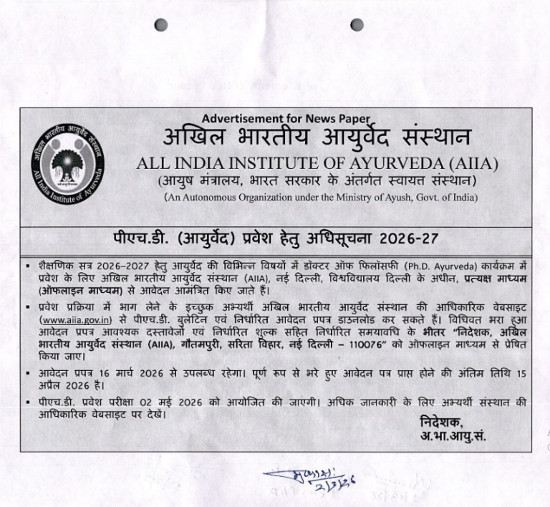 Advertisement for News Paper
अखिल भारतीय आयुर्वेद संस्थान
ALL INDIA INSTITUTE OF AYURVEDA (AIIA)
(आयुष मंत्रालय, भारत सरकार के अंतर्गत स्वायत संस्थान)
(An Autonomous Organization under the Ministry of Ayush, Govt. of India)
अखिल भारतीय आयुर्वेद संस्थान
All India Institute of Ayurveda
पीएच.डी. (आयुर्वेद) प्रवेश हेतु अधिसूचना 2026-27
▪ शैक्षणिक सत्र 2026–2027 हेतु आयुर्वेद की विभिन्न विषयों में डॉक्टर ऑफ फिलॉसफी (Ph.D. Ayurveda) कार्यक्रम में
प्रवेश के लिए अखिल भारतीय आयुर्वेद संस्थान (AIIA), नई दिल्ली, विश्वविद्यालय दिल्ली के अधीन, प्रत्यक्ष माध्यम
(ऑफलाइन माध्यम) से आवेदन आमंत्रित किए जाते हैं।
▪ प्रवेश प्रक्रिया में भाग लेने के इच्छुक अभ्यर्थी अखिल भारतीय आयुर्वेद संस्थान की आधिकारिक वेबसाइट
(www.aiia.gov.in) से पीएच.डी. बुलेटिन एवं निर्धारित आवेदन प्रपत्र डाउनलोड कर सकते हैं। विधिवत भरा हुआ
आवेदन प्रपत्र आवश्यक दस्तावेजों एवं निर्धारित शुल्क सहित निर्धारित समयावधि के भीतर "निदेशक, अखिल
भारतीय आयुर्वेद संस्थान (AIIA), गौतमपुरी, सरिता विहार, नई दिल्ली – 110076" को ऑफलाइन माध्यम से प्रेषित
किया जाए।
▪ आवेदन प्रपत्र 16 मार्च 2026 से उपलब्ध रहेगा। पूर्ण रूप से भरे हुए आवेदन पत्र प्राप्त होने की अंतिम तिथि 15
अप्रैल 2026 है।
▪ पीएच.डी. प्रवेश परीक्षा 02 मई 2026 को आयोजित की जाएगी। अधिक जानकारी के लिए अभ्यर्थी संस्थान की
आधिकारिक वेबसाइट पर देखें।
निदेशक,
अ.भा.आयु.सं.
2/3/26